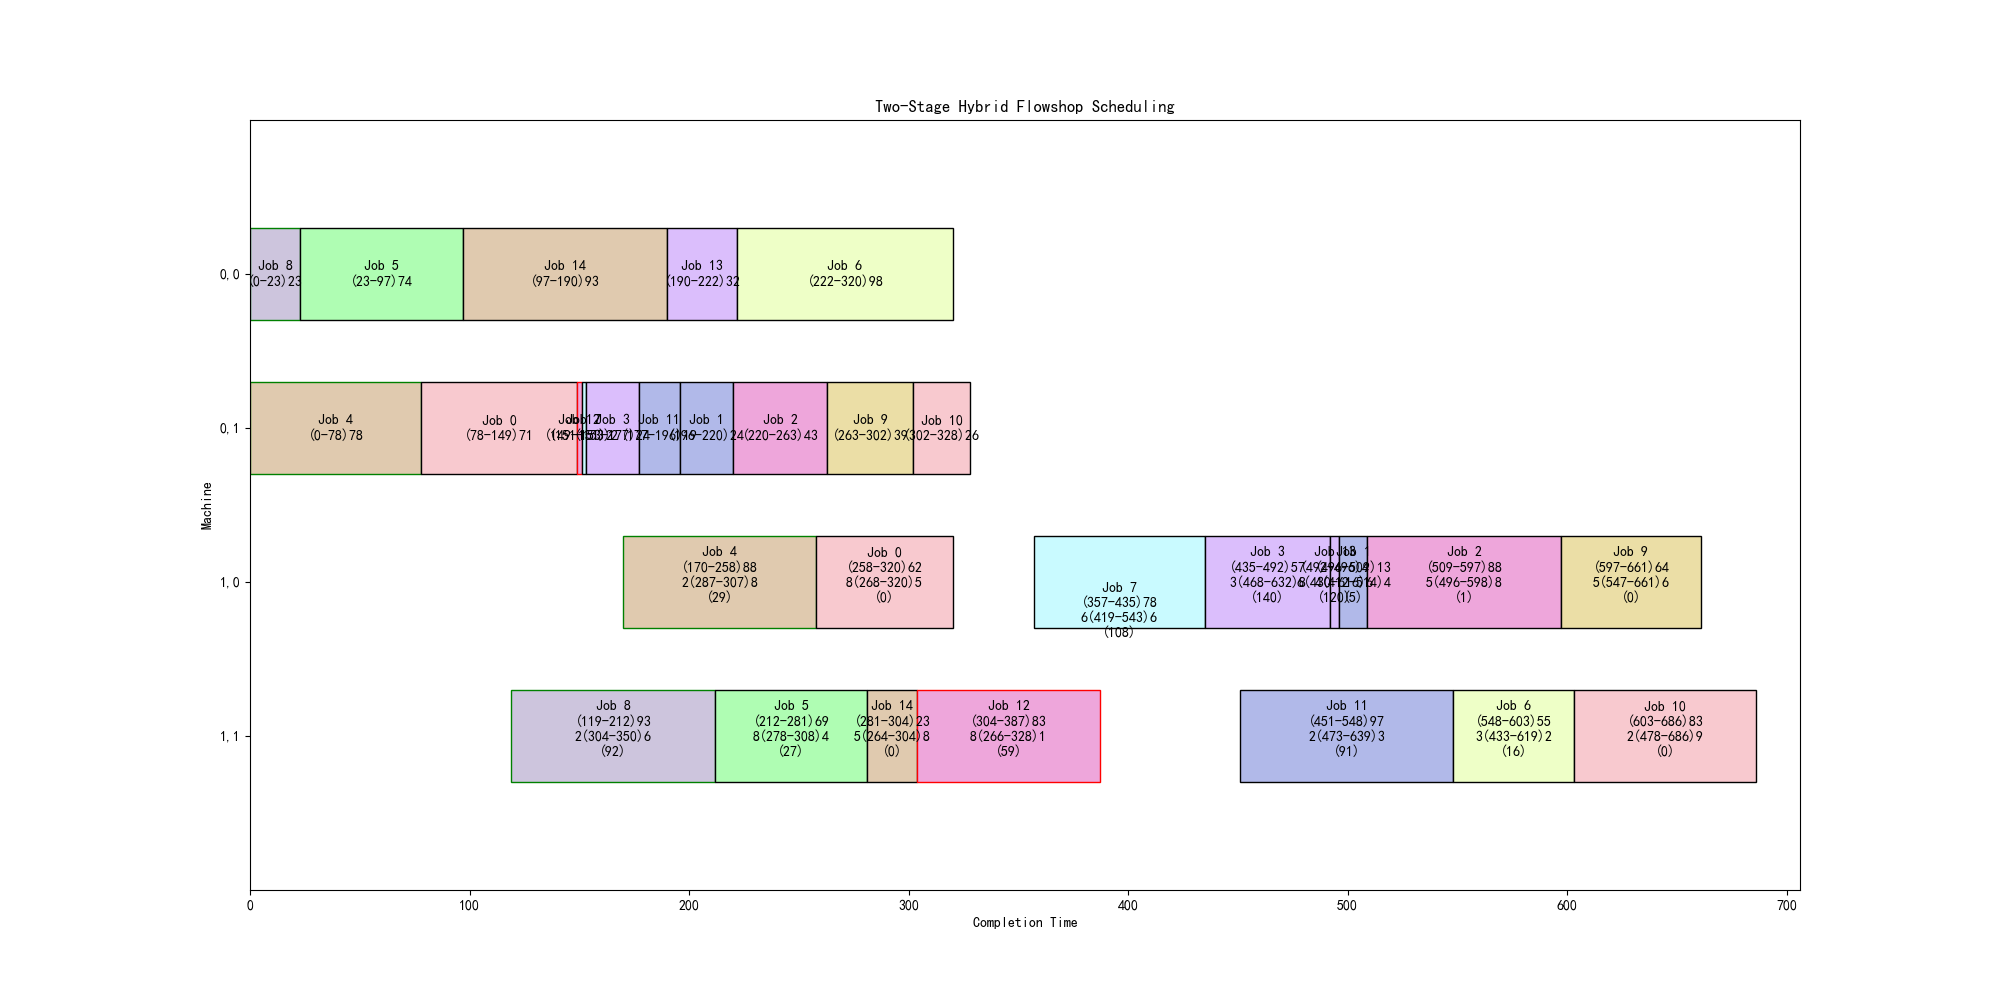 Two-Stage Hybrid Flowshop Scheduling
Machine
0,0
Job 8
(0-23)23
Job 5
(23-97)74
Job 14
(97-190)93
Job 13
(190-222)32
Job 6
(222-320)98
0,1
Job 4
(0-78)78
Job 0
(78-149)71
Job 3
Job 11
Job 1
Job 2
(220-263)43
Job 9
(263-302)39
Job 10
(302-328)26
1,0
Job 4
(170-258)88
2(287-307)8
(29)
Job 0
(258-320)62
8(268-320)5
(0)
Job 7
(357-435)78
6(419-543)6
(108)
Job 3
(435-492)57
3(468-632)
(140)
13
(120)
(5)
Job 2
(509-597)88
5(496-598)8
(1)
Job 9
(597-661)64
5(547-661)6
(0)
1,1
Job 8
(119-212)93
2(304-350)6
(92)
Job 5
(212-281)69
8(278-308)4
(27)
Job 14
(281-304)23
5(264-304)8
(0)
Job 12
(304-387)83
8(266-328)1
(59)
Job 11
(451-548)97
2(473-639)3
(91)
Job 6
(548-603)55
3(433-619)2
(16)
Job 10
(603-686)83
2(478-686)9
(0)
0
100
200
300
400
500
600
700
Completion Time